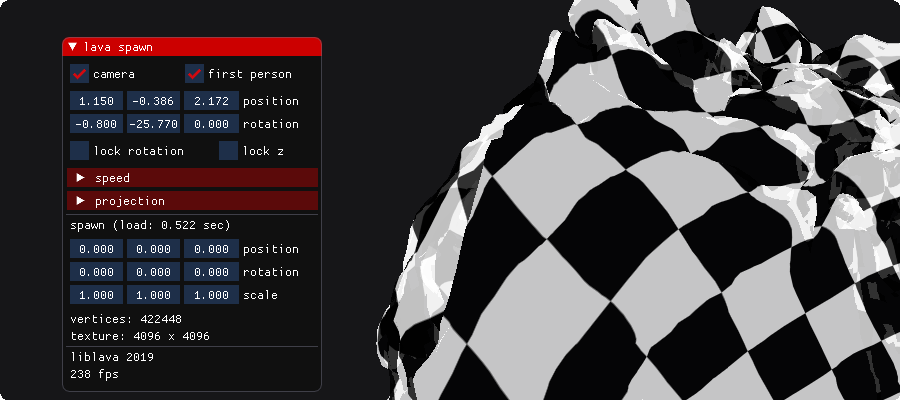 lava spawn
camera first person
1.150 -0.386 2.172 position
-0.800 -25.770 0.000 rotation
lock rotation lock z
speed
projection
spawn (load: 0.522 sec)
0.000 0.000 0.000 position
0.000 0.000 0.000 rotation
1.000 1.000 1.000 scale
vertices: 422448
texture: 4096 x 4096
liblava 2019
238 fps